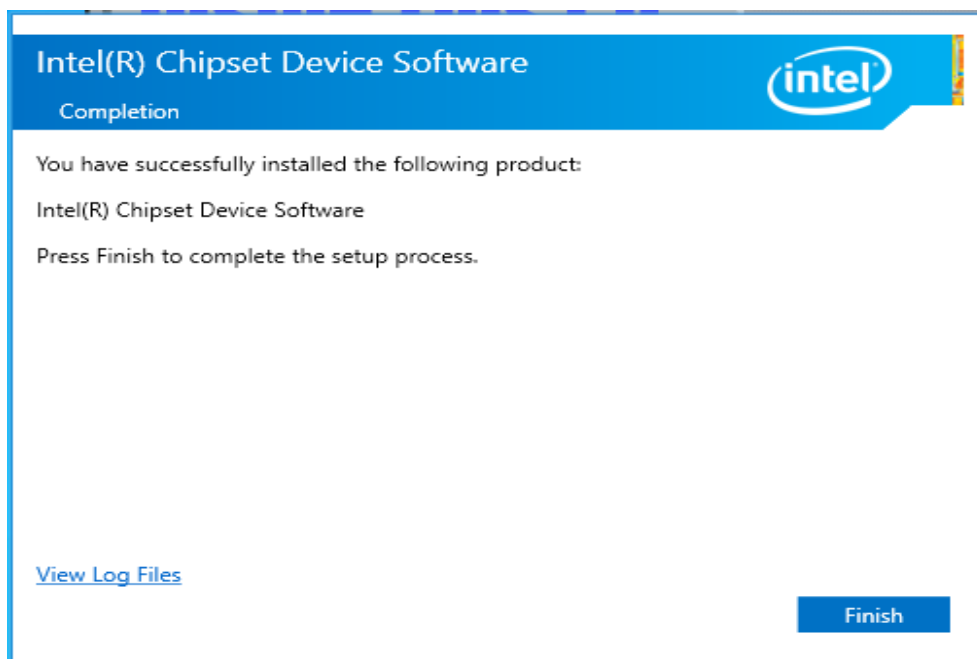 Intel(R) Chipset Device Software
intel
Completion
You have successfully installed the following product:
Intel(R) Chipset Device Software
Press Finish to complete the setup process.
View Log Files
Finish